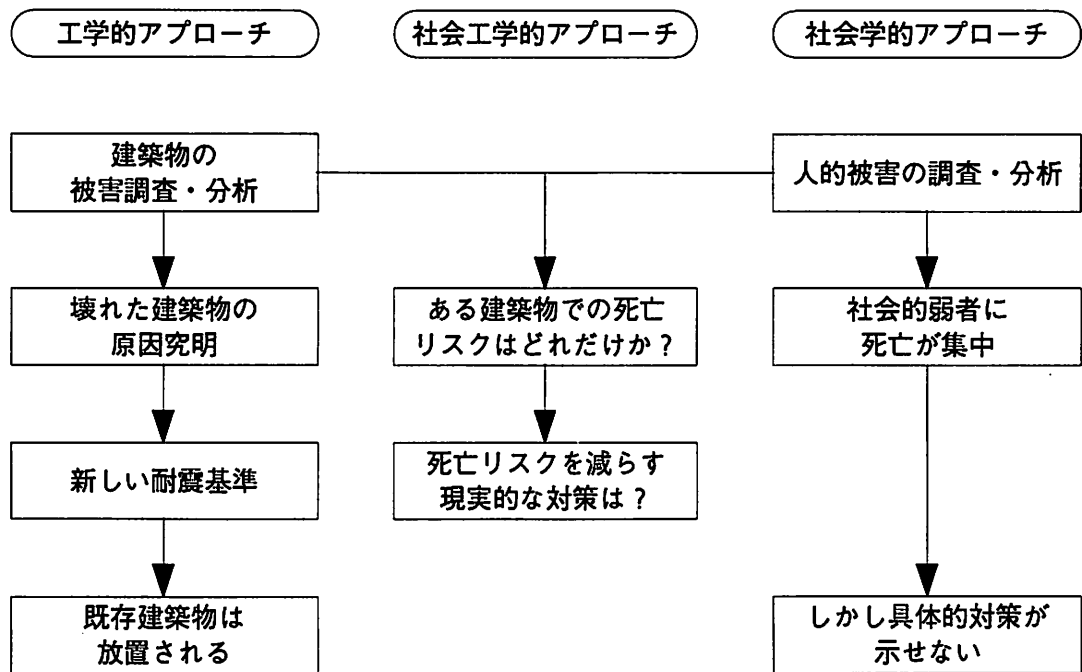 工学的アプローチ
社会工学的アプローチ
社会学的アプローチ
建築物の
被害調査・分析
人的被害の調査・分析
壊れた建築物の
原因究明
ある建築物での死亡
リスクはどれだけか？
社会的弱者に
死亡が集中
新しい耐震基準
死亡リスクを減らす
現実的な対策は？
既存建築物は
放置される
しかし具体的対策が
示せない